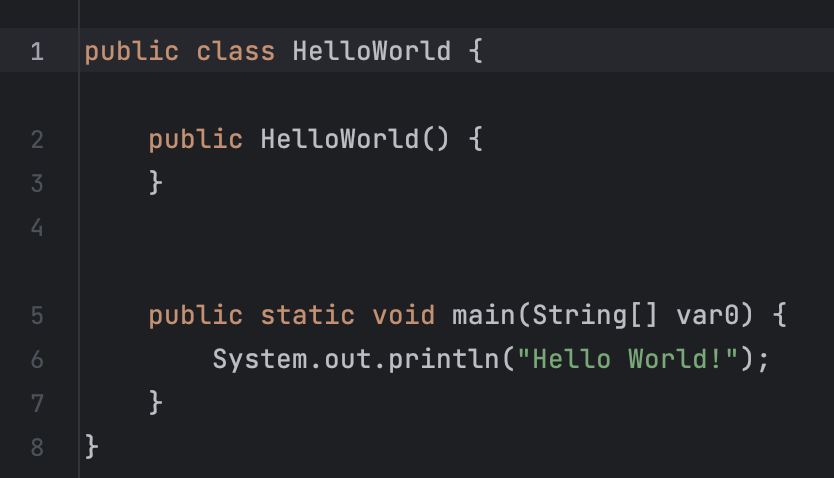 1 public class HelloWorld {
2 public HelloWorld() {
3 }
4
5 public static void main(String[] var0) {
6 System.out.println("Hello World!");
7 }
8 }